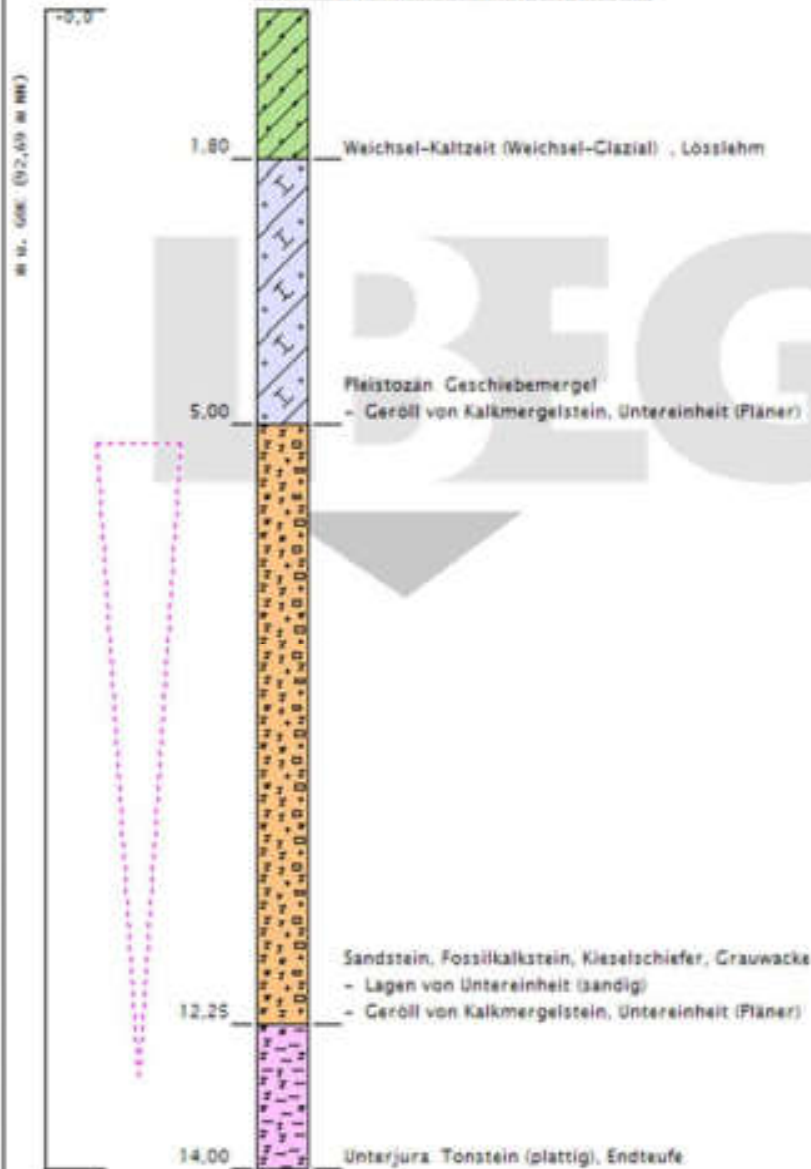 -0,0
m u. GOK (92,69 m NN)
1,80
Weichsel-Kaltzeit (Weichsel-Glazial) , Lösslehm
Pleistozän Geschiebemergel
5,00
- Geröll von Kalkmergelstein, Untereinheit (Pläner)
LBEG
Sandstein, Fossilkalkstein, Kieselschiefer, Grauwacke
- Lagen von Untereinheit (sandig)
12,25
- Geröll von Kalkmergelstein, Untereinheit (Pläner)
14,00
Unterjura Tonstein (plattig), Endteufe